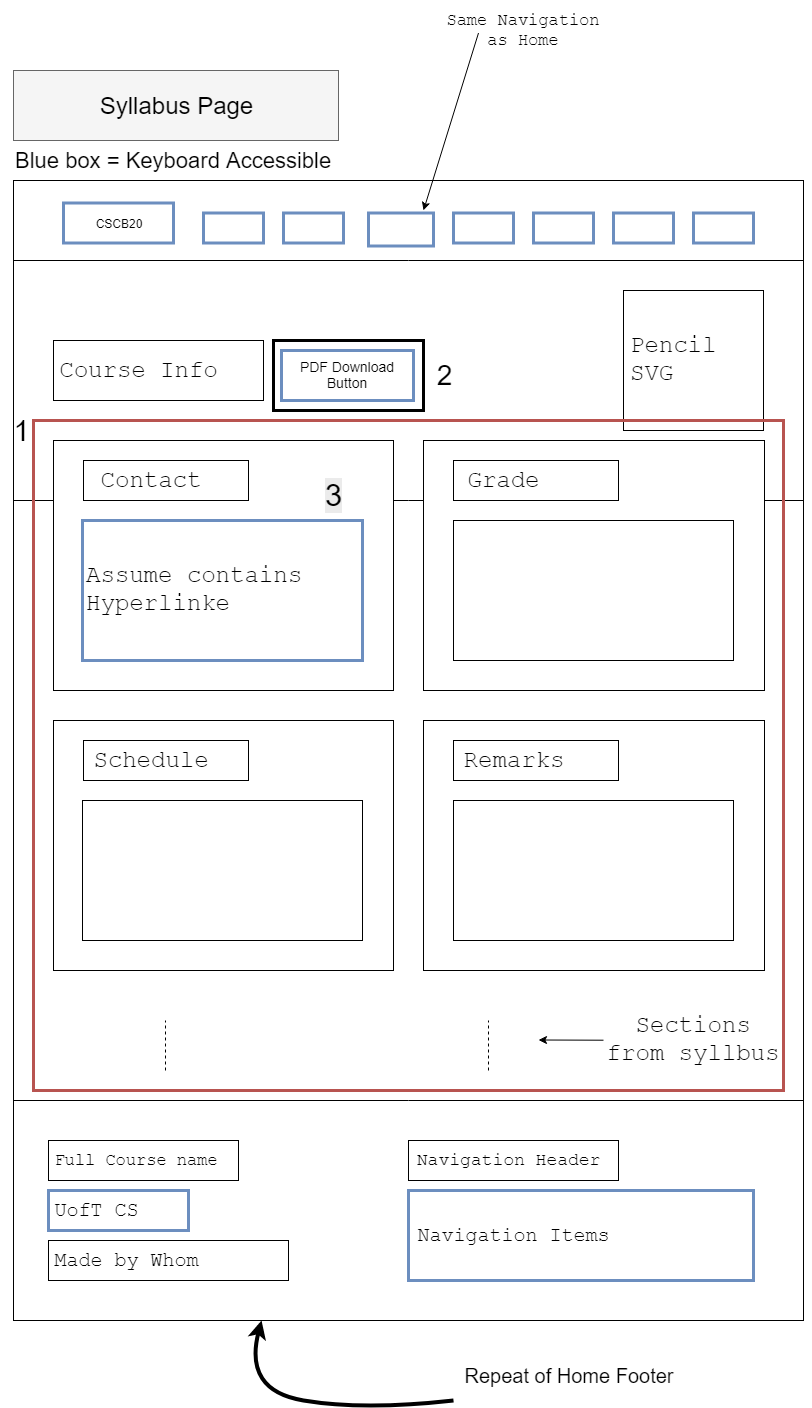 Same Navigation
as Home
Syllabus Page
Blue box = Keyboard Accessible
CSCB20
Pencil
SVG
Course Info
PDF Download
Button
2
1
Contact
3
Grade
Assume contains
Hyperlinke
Schedule
Remarks
Sections
from syllbus
Full Course name
Navigation Header
UofT CS
Navigation Items
Made by Whom
Repeat of Home Footer